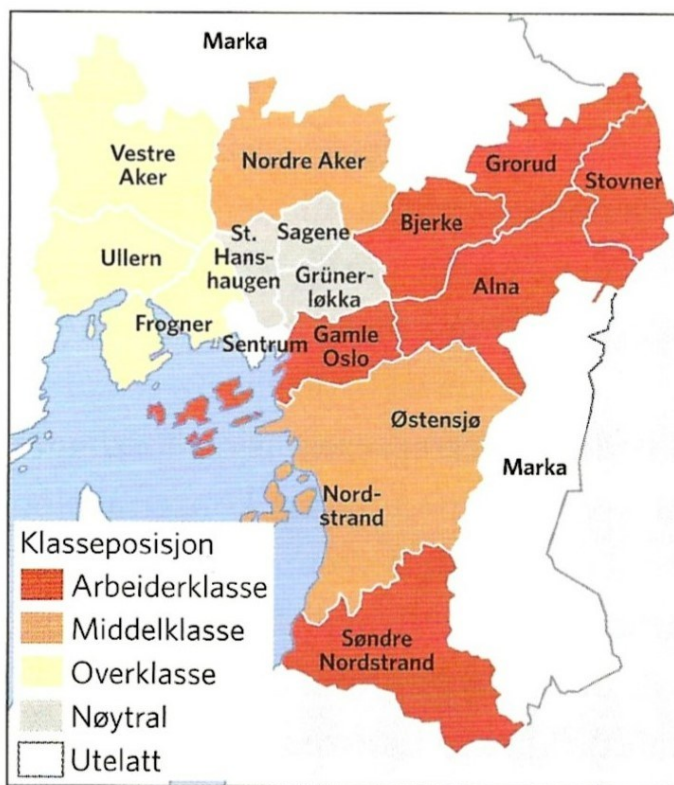 Marka
Vestre
Aker
Nordre Aker
Grorud
Stovner
Bjerke
St.
Hans-
haugen
Sagene
Ullern
Grüner-
løkka
Alna
Frogner
Sentrum
Gamle
Oslo
Østensjø
Marka
Nord-
strand
Søndre
Nordstrand
Klasseposisjon
Arbeiderklasse
Middelklasse
Overklasse
Nøytral
Utelatt